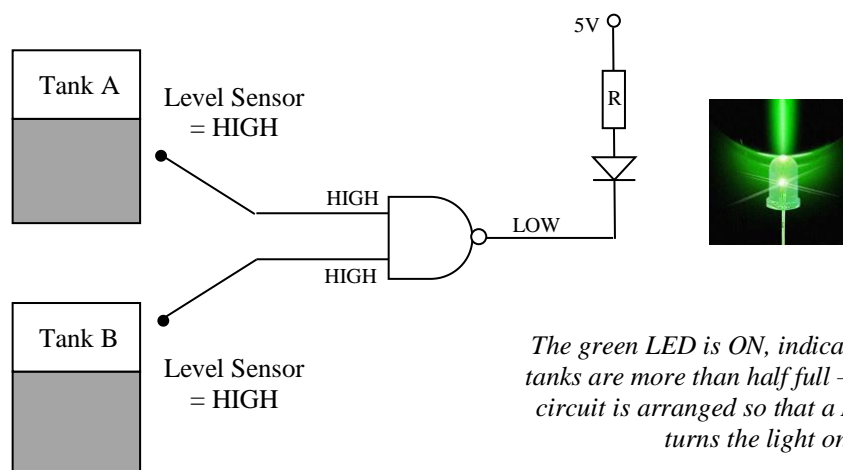 5V
Tank A
Level Sensor
= HIGH
R
HIGH
LOW
HIGH
Tank B
Level Sensor
= HIGH
The green LED is ON, indica
tanks are more than half full –
circuit is arranged so that a
turns the light on